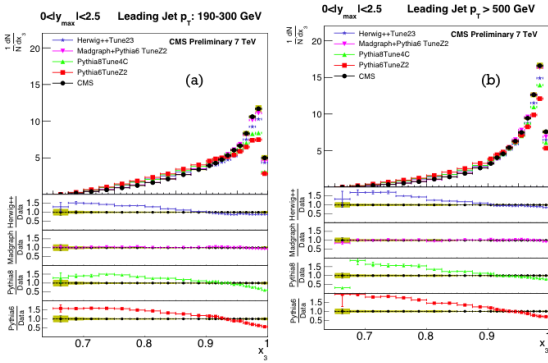 0<|y_max|<2.5 Leading Jet p_T: 190-300 GeV
1/N dN/dx_3
Herwig++Tune23 CMS Preliminary 7 TeV
Madgraph+Pythia6 TuneZ2
Pythia8Tune4C
Pythia6TuneZ2
CMS
(a)
20
15
10
5
Herwig++/Data
1.5
1.0
0.5
Madgraph/Data
1.5
1.0
0.5
Pythia8/Data
1.5
1.0
0.5
Pythia6/Data
1.5
1.0
0.5
0.7 0.8 0.9 1
x_3
0<|y_max|<2.5 Leading Jet p_T > 500 GeV
1/N dN/dx_3
Herwig++Tune23 CMS Preliminary 7 TeV
Madgraph+Pythia6 TuneZ2
Pythia8Tune4C
Pythia6TuneZ2
CMS
(b)
20
15
10
5
Herwig++/Data
1.5
1.0
0.5
Madgraph/Data
1.5
1.0
0.5
Pythia8/Data
1.5
1.0
0.5
Pythia6/Data
1.5
1.0
0.5
0.7 0.8 0.9 1
x_3